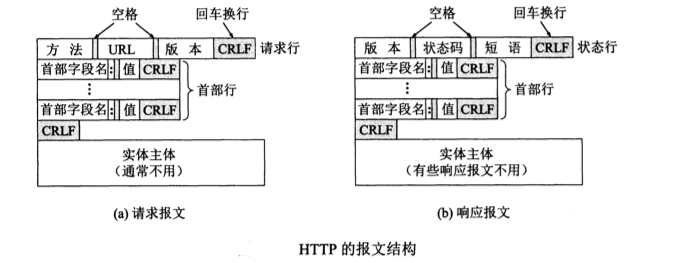 空格 回车换行 空格 回车换行
方 法 URL 版 本 CRLF 请求行 版 本 状态码 短 语 CRLF 状态行
首部字段名: 值 CRLF 首部字段名: 值 CRLF
⋮ 首部行 ⋮ 首部行
首部字段名: 值 CRLF 首部字段名: 值 CRLF
CRLF CRLF
实体主体 实体主体
(通常不用) (有些响应报文不用)
(a) 请求报文 (b) 响应报文
HTTP 的报文结构